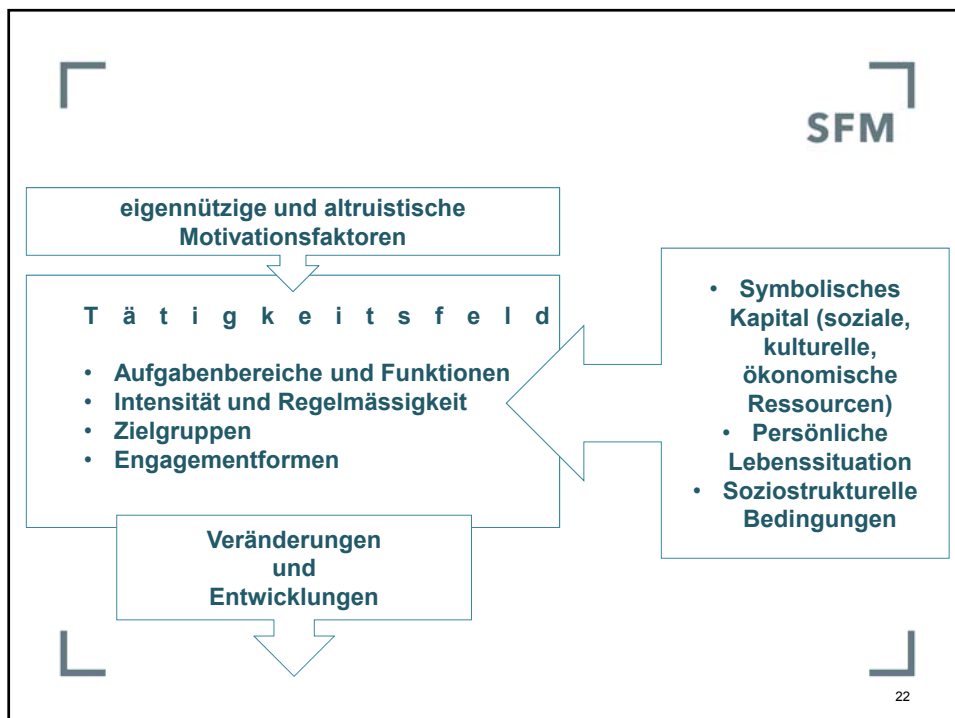 SFM
eigennützige und altruistische
Motivationsfaktoren
T ä t i g k e i t s f e l d
• Aufgabenbereiche und Funktionen
• Intensität und Regelmässigkeit
• Zielgruppen
• Engagementformen
Veränderungen
und
Entwicklungen
• Symbolisches
Kapital (soziale,
kulturelle,
ökonomische
Ressourcen)
• Persönliche
Lebenssituation
• Soziostrukturelle
Bedingungen
22